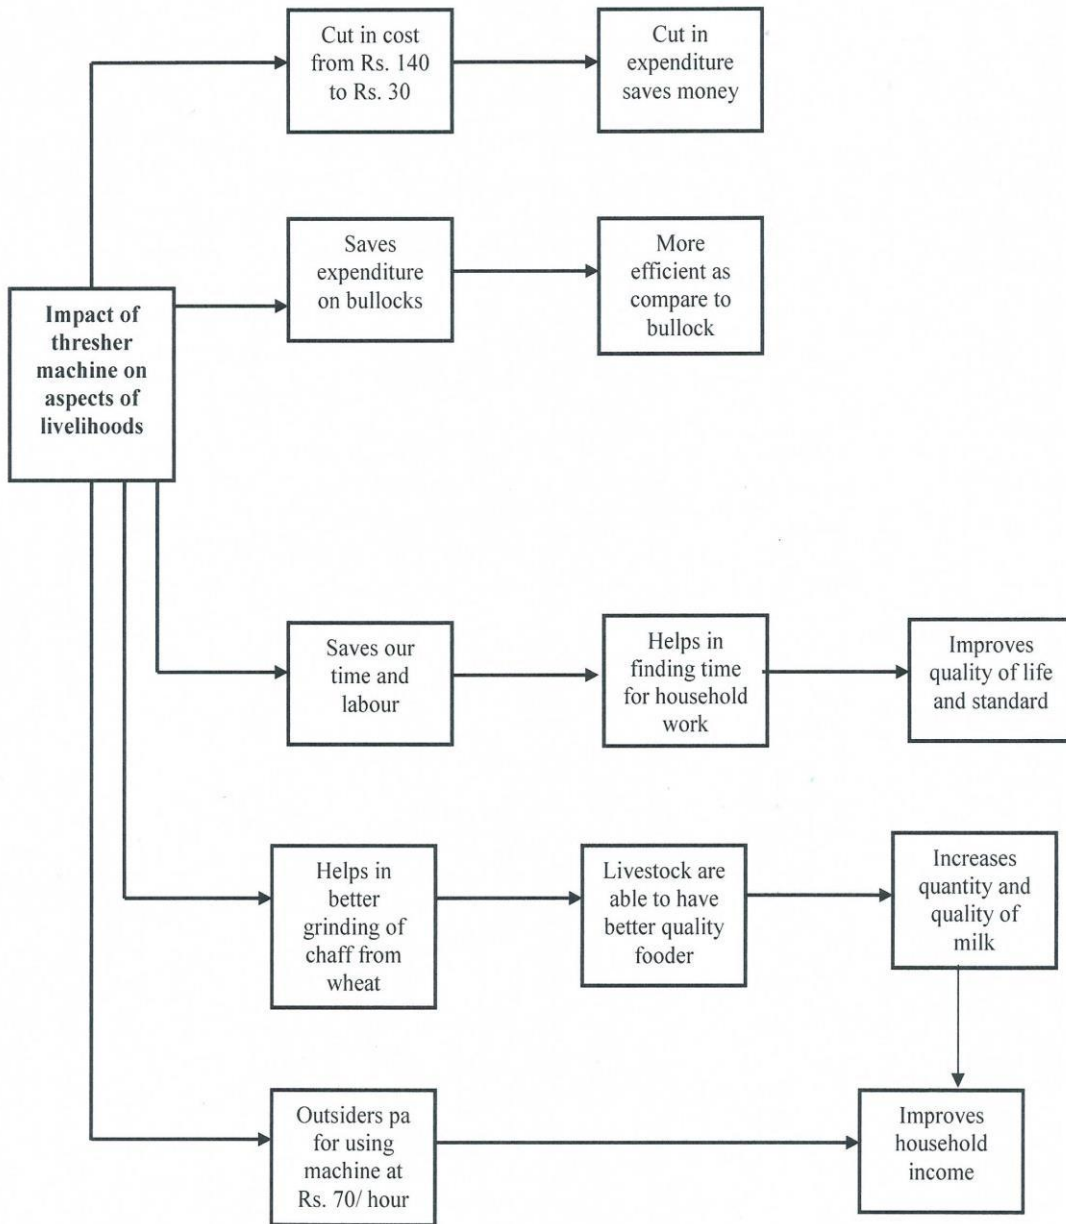 Cut in cost
from Rs. 140
to Rs. 30
Cut in
expenditure
saves money
Saves
expenditure
on bullocks
More
efficient as
compare to
bullock
Impact of
thresher
machine on
aspects of
livelihoods
Saves our
time and
labour
Helps in
finding time
for household
work
Improves
quality of life
and standard
Helps in
better
grinding of
chaff from
wheat
Livestock are
able to have
better quality
fooder
Increases
quantity and
quality of
milk
Outsiders pa
for using
machine at
Rs. 70/ hour
Improves
household
income